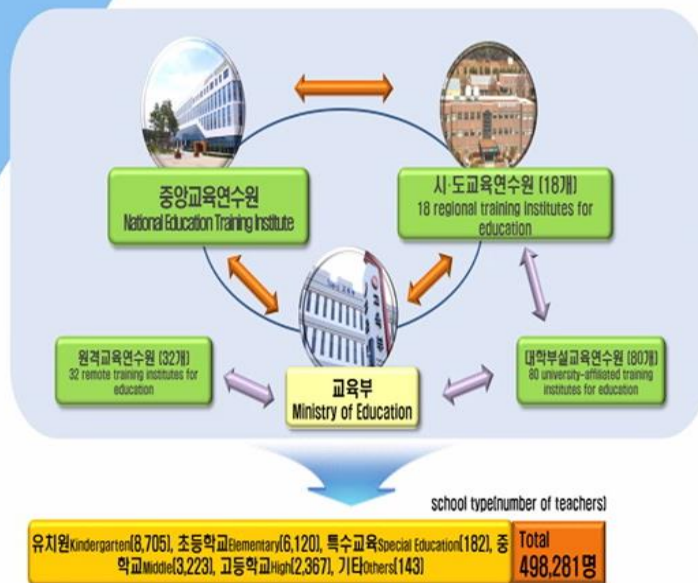 중앙교육연수원
National Education Training Institute
시·도교육연수원 (18개)
18 regional training institutes for
education
원격교육연수원 (32개)
32 remote training institutes for
education
교육부
Ministry of Education
대학부설교육연수원 (80개)
80 university-affiliated training
institutes for education
school type(number of teachers)
유치원Kindergarten(8,705), 초등학교Elementary(6,120), 특수교육Special Education(182), 중
학교Middle(3,223), 고등학교High(2,367), 기타Others(143)
Total
498,281명